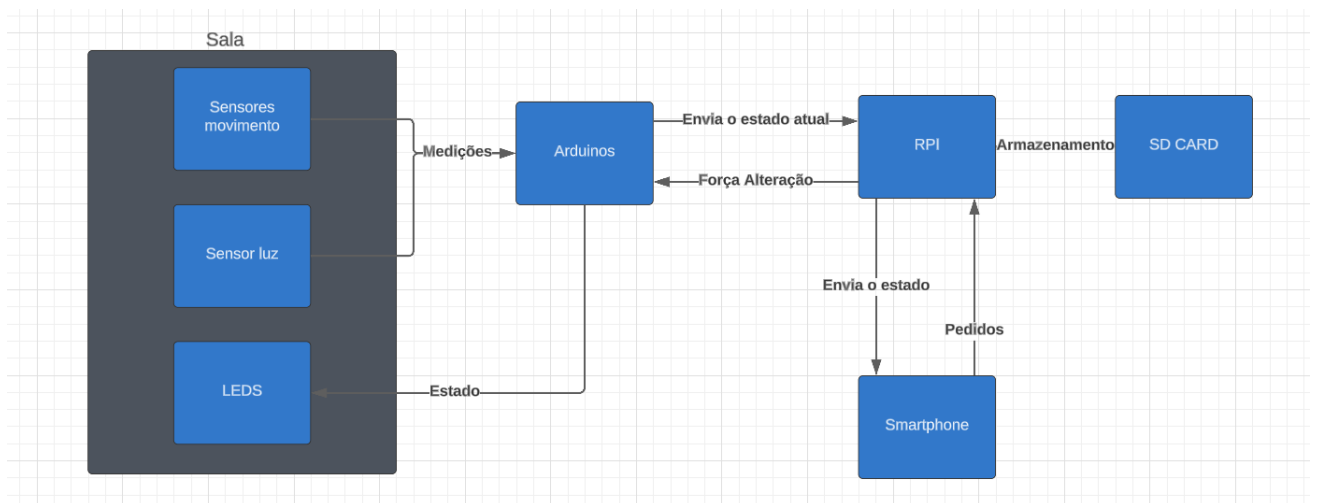 Sala
Sensores
movimento
Sensor luz
LEDS
Medições
Estado
Arduinos
Envia o estado atual
Força Alteração
RPI
Armazenamento
SD CARD
Envia o estado
Pedidos
Smartphone